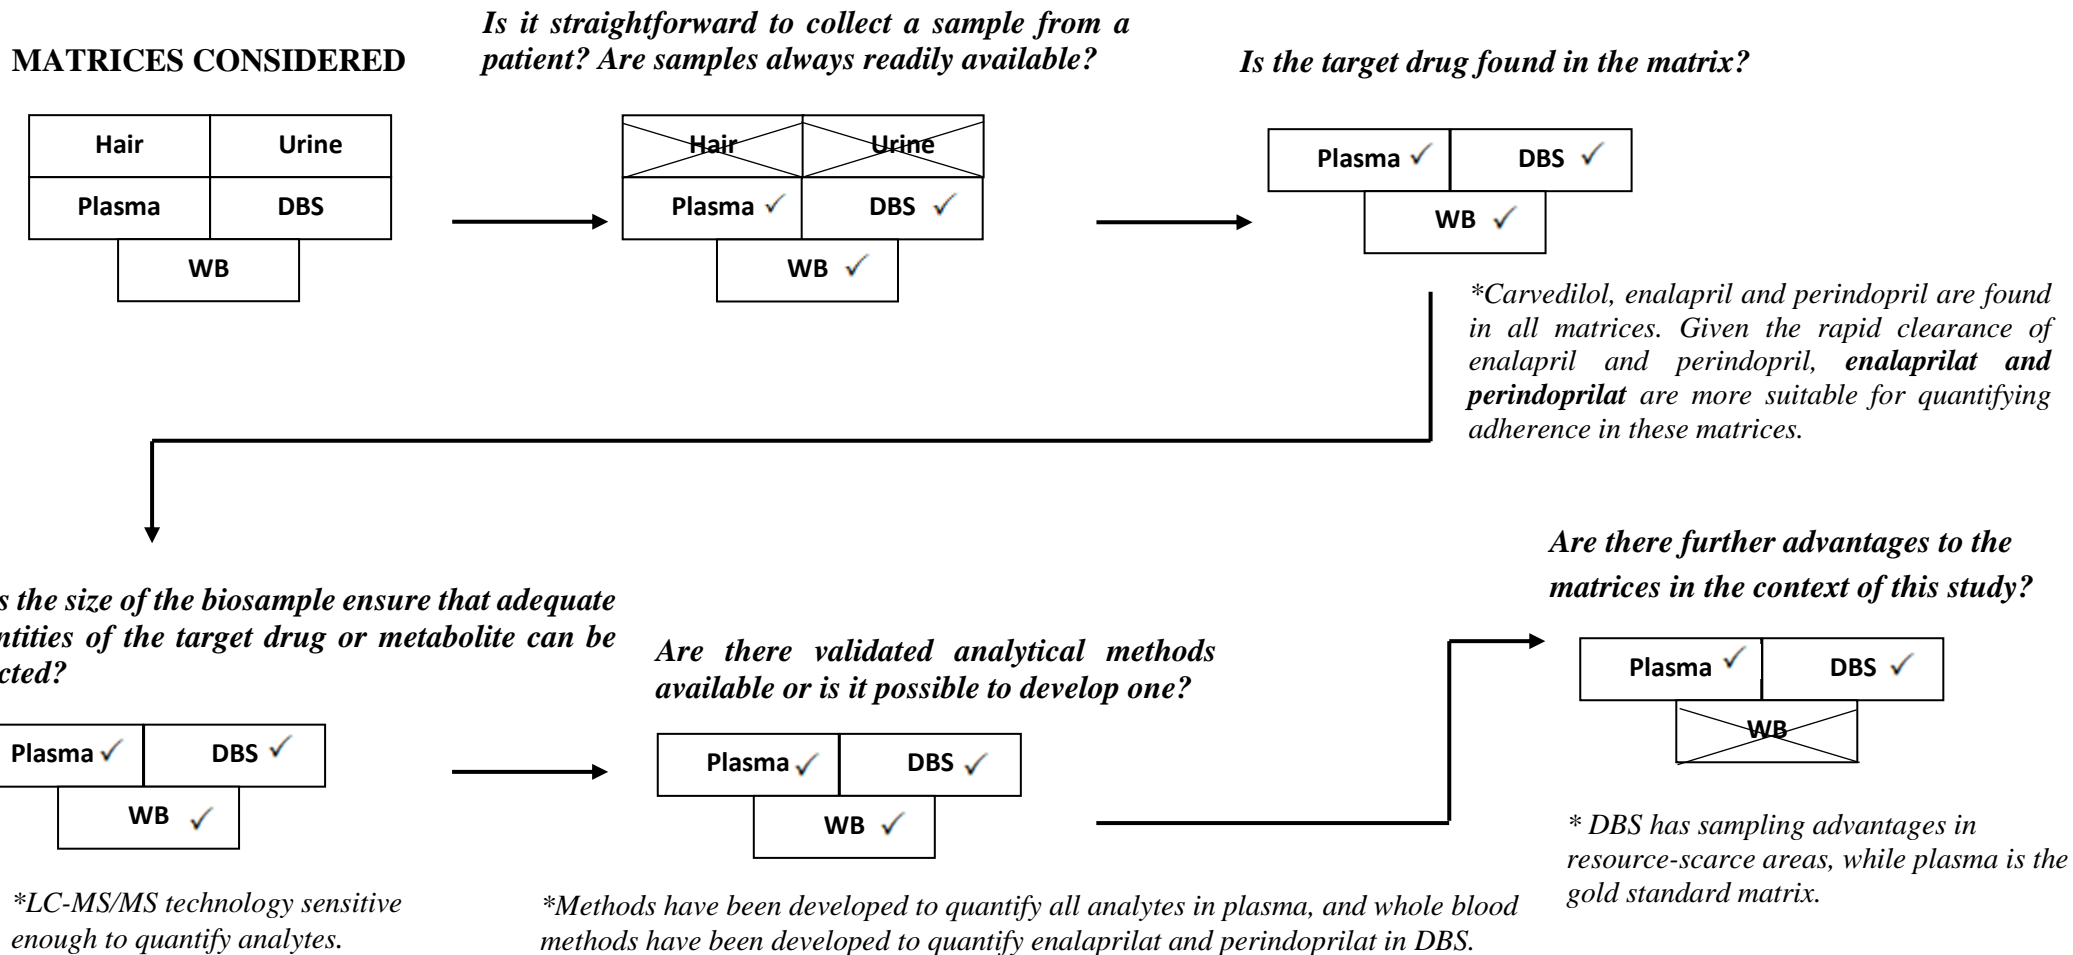 MATRICES CONSIDERED
Hair Urine
Plasma DBS
WB
Is it straightforward to collect a sample from a
patient? Are samples always readily available?
Hair Urine
Plasma ✓ DBS ✓
WB ✓
Is the target drug found in the matrix?
Plasma ✓ DBS ✓
WB ✓
*Carvedilol, enalapril and perindopril are found
in all matrices. Given the rapid clearance of
enalapril and perindopril, enalaprilat and
perindoprilat are more suitable for quantifying
adherence in these matrices.
s the size of the biosample ensure that adequate
ntities of the target drug or metabolite can be
cted?
Plasma ✓ DBS ✓
WB ✓
*LC-MS/MS technology sensitive
enough to quantify analytes.
Are there validated analytical methods
available or is it possible to develop one?
Plasma ✓ DBS ✓
WB ✓
*Methods have been developed to quantify all analytes in plasma, and whole blood
methods have been developed to quantify enalaprilat and perindoprilat in DBS.
Are there further advantages to the
matrices in the context of this study?
Plasma ✓ DBS ✓
WB
* DBS has sampling advantages in
resource-scarce areas, while plasma is the
gold standard matrix.